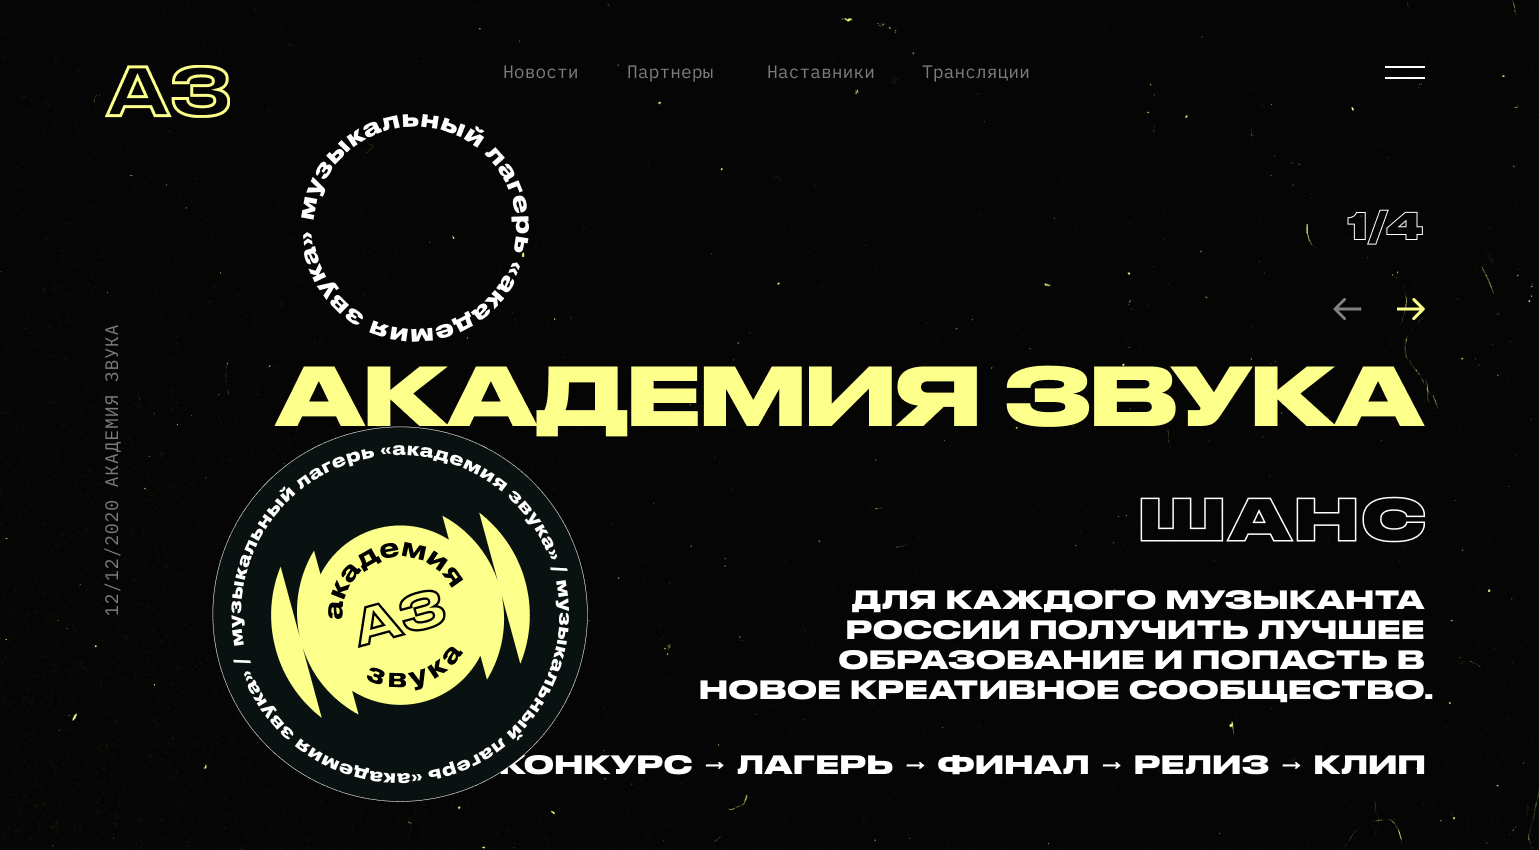 АЗ
Новости Партнеры Наставники Трансляции
музыкальный лагерь «академия звука»
1/4
12/12/2020 АКАДЕМИЯ ЗВУКА
АКАДЕМИЯ ЗВУКА
музыкальный лагерь «академия звука» / музыкальный лагерь «академия звука» /
академия
АЗ
звука
ШАНС
ДЛЯ КАЖДОГО МУЗЫКАНТА
РОССИИ ПОЛУЧИТЬ ЛУЧШЕЕ
ОБРАЗОВАНИЕ И ПОПАСТЬ В
НОВОЕ КРЕАТИВНОЕ СООБЩЕСТВО.
КОНКУРС → ЛАГЕРЬ → ФИНАЛ → РЕЛИЗ → КЛИП